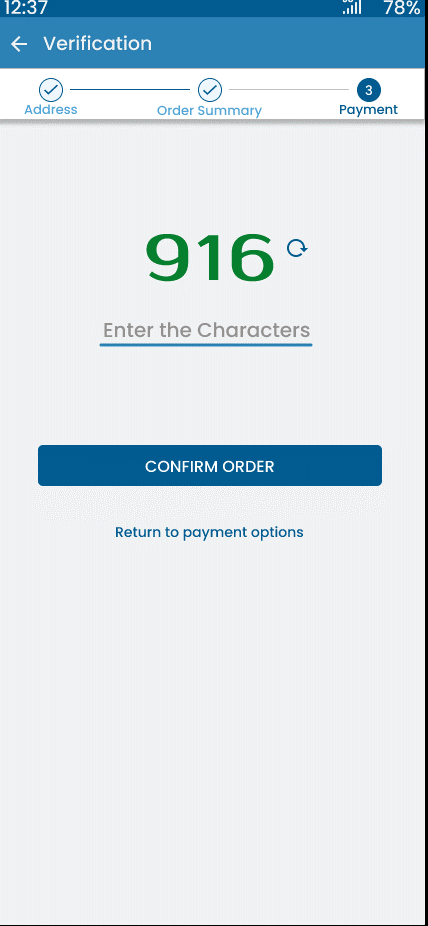 12:37 78%
Verification
3
Address Order Summary Payment
916
Enter the Characters
CONFIRM ORDER
Return to payment options